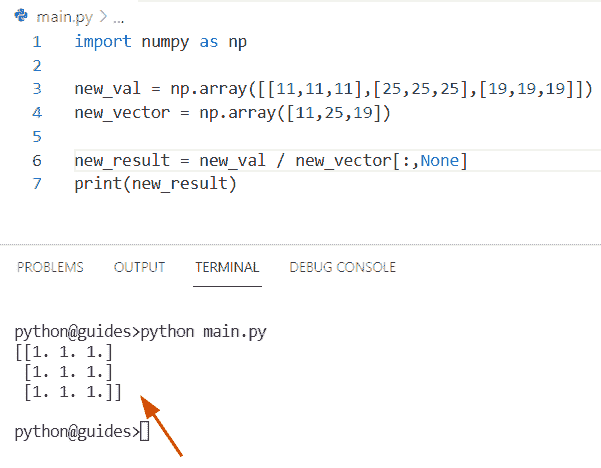 main.py > ...
1 import numpy as np
2
3 new_val = np.array([[11,11,11],[25,25,25],[19,19,19]])
4 new_vector = np.array([11,25,19])
5
6 new_result = new_val / new_vector[:,None]
7 print(new_result)
PROBLEMS OUTPUT TERMINAL DEBUG CONSOLE
python@guides>python main.py
[[1. 1. 1.]
 [1. 1. 1.]
 [1. 1. 1.]]
python@guides>